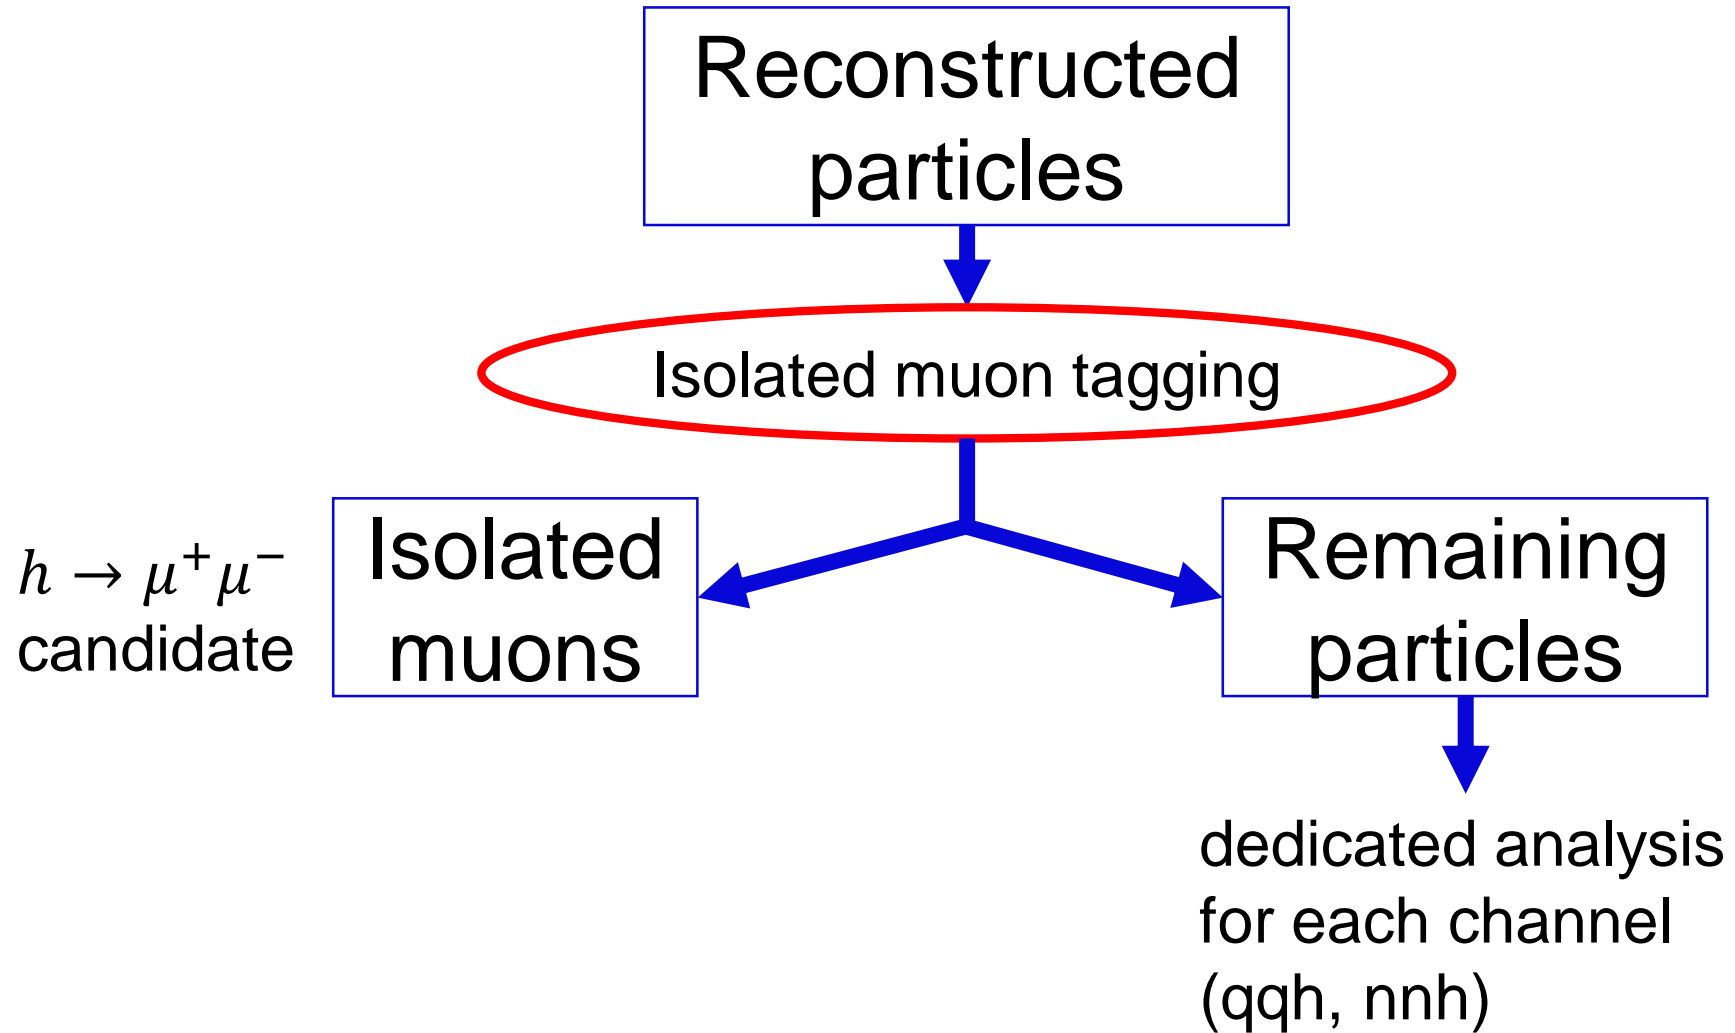 Reconstructed
particles
Isolated muon tagging
h → μ⁺μ⁻
candidate
Isolated
muons
Remaining
particles
dedicated analysis
for each channel
(qqh, nnh)